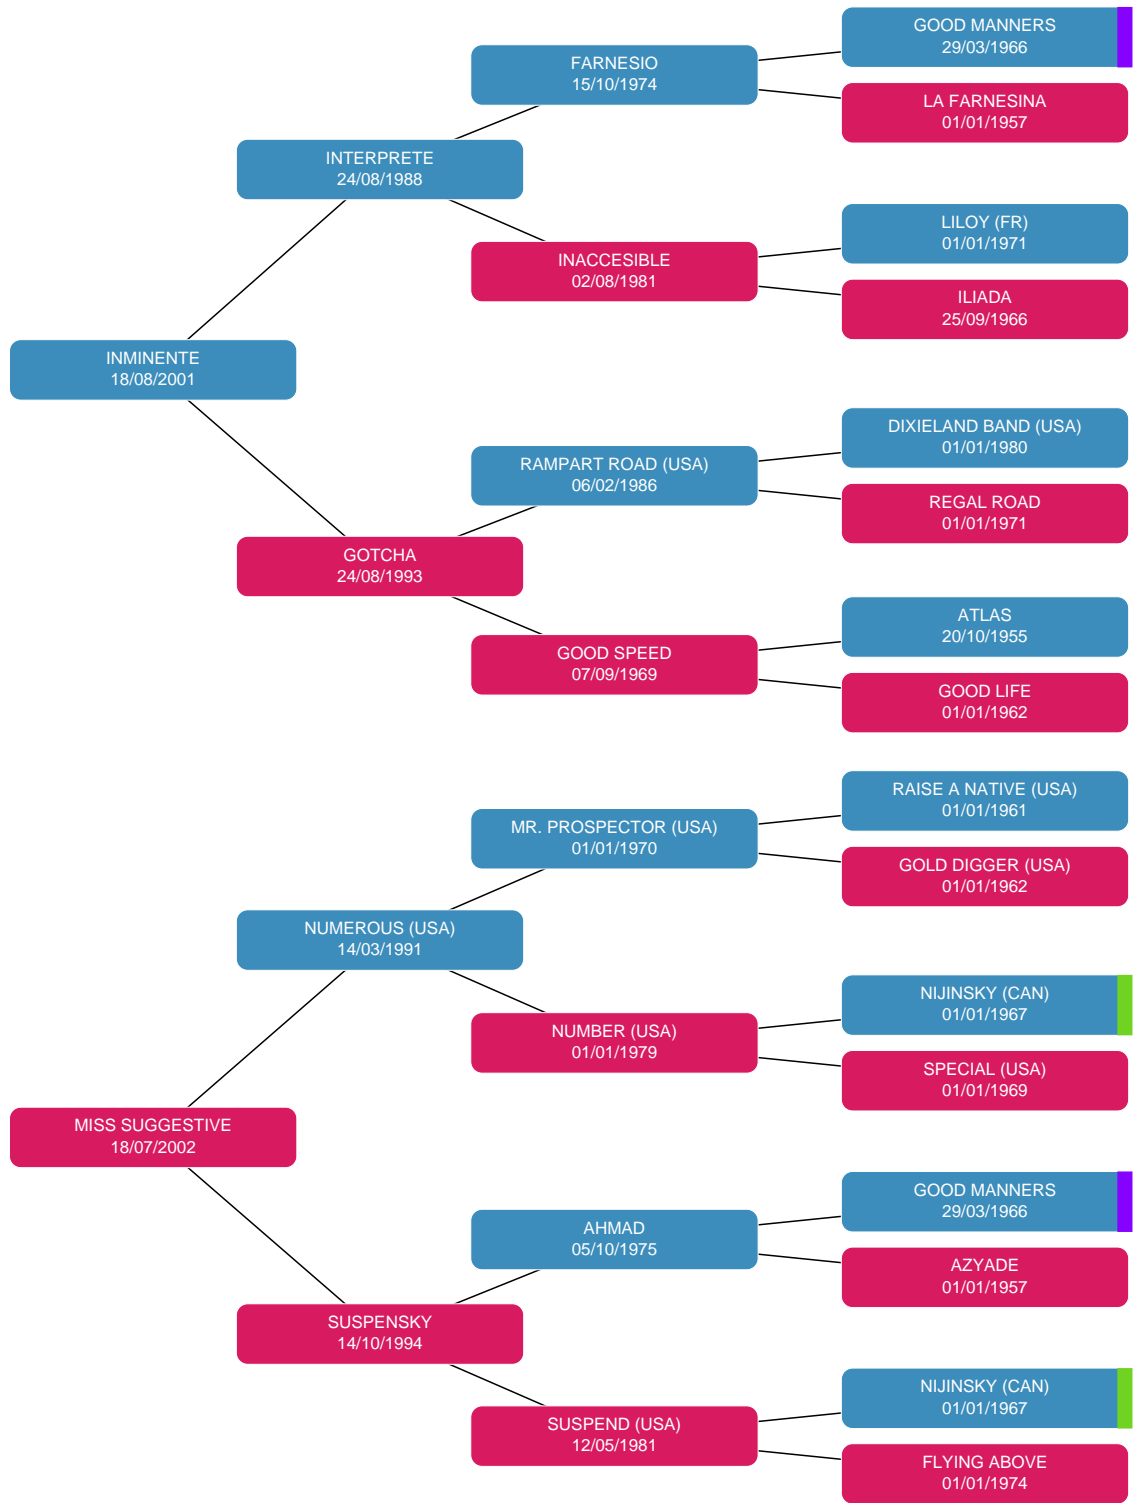 GOOD MANNERS
29/03/1966
FARNESIO
15/10/1974
LA FARNESINA
01/01/1957
INTERPRETE
24/08/1988
LILOY (FR)
01/01/1971
INACCESIBLE
02/08/1981
ILIADA
25/09/1966
INMINENTE
18/08/2001
DIXIELAND BAND (USA)
01/01/1980
RAMPART ROAD (USA)
06/02/1986
REGAL ROAD
01/01/1971
GOTCHA
24/08/1993
ATLAS
20/10/1955
GOOD SPEED
07/09/1969
GOOD LIFE
01/01/1962
RAISE A NATIVE (USA)
01/01/1961
MR. PROSPECTOR (USA)
01/01/1970
GOLD DIGGER (USA)
01/01/1962
NUMEROUS (USA)
14/03/1991
NIJINSKY (CAN)
01/01/1967
NUMBER (USA)
01/01/1979
SPECIAL (USA)
01/01/1969
MISS SUGGESTIVE
18/07/2002
GOOD MANNERS
29/03/1966
AHMAD
05/10/1975
AZYADE
01/01/1957
SUSPENSKY
14/10/1994
NIJINSKY (CAN)
01/01/1967
SUSPEND (USA)
12/05/1981
FLYING ABOVE
01/01/1974